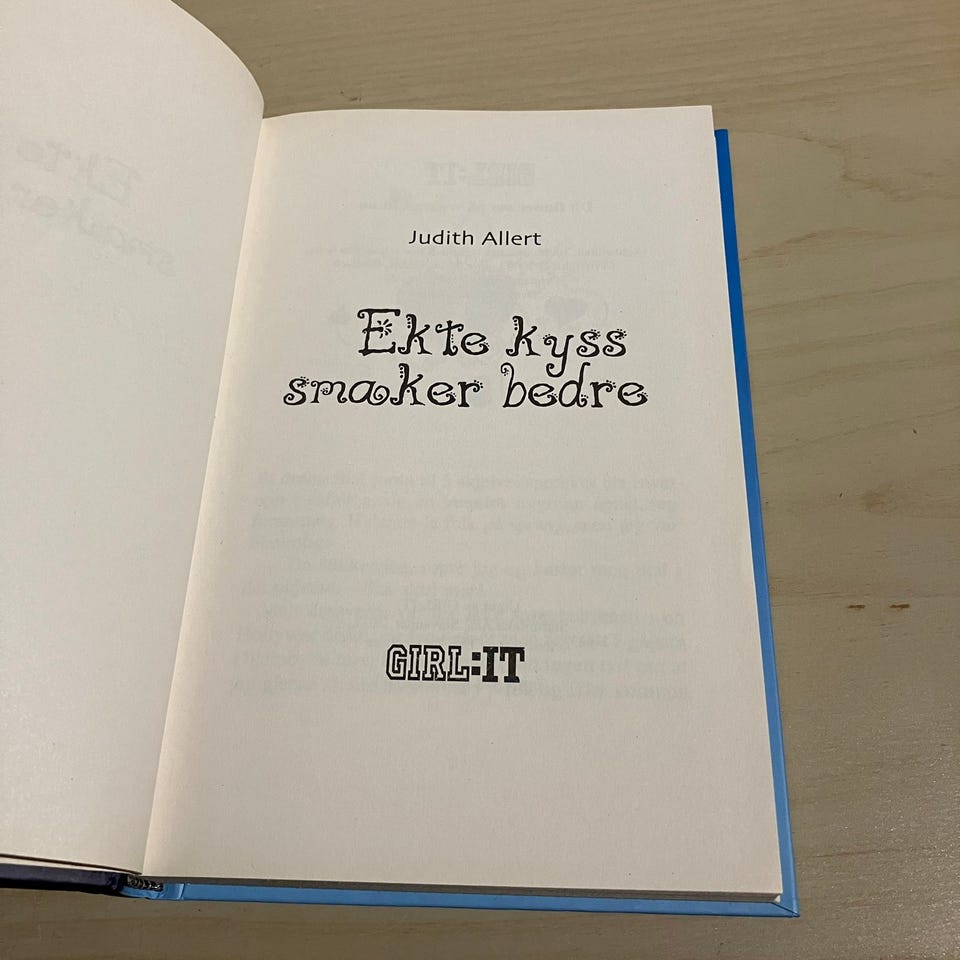 Judith Allert
Ekte kyss
smaker bedre
GIRL:IT